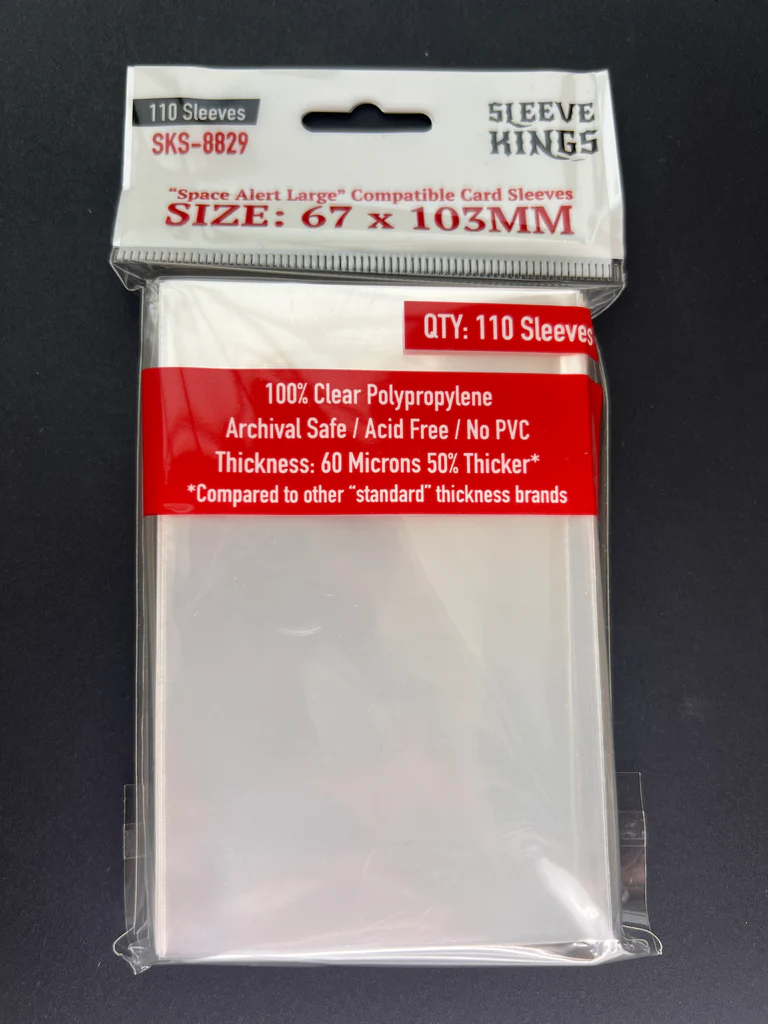 110 Sleeves
SKS-8829
SLEEVE
KINGS
“Space Alert Large” Compatible Card Sleeves
SIZE: 67 x 103MM
QTY: 110 Sleeves
100% Clear Polypropylene
Archival Safe / Acid Free / No PVC
Thickness: 60 Microns 50% Thicker*
*Compared to other “standard” thickness brands